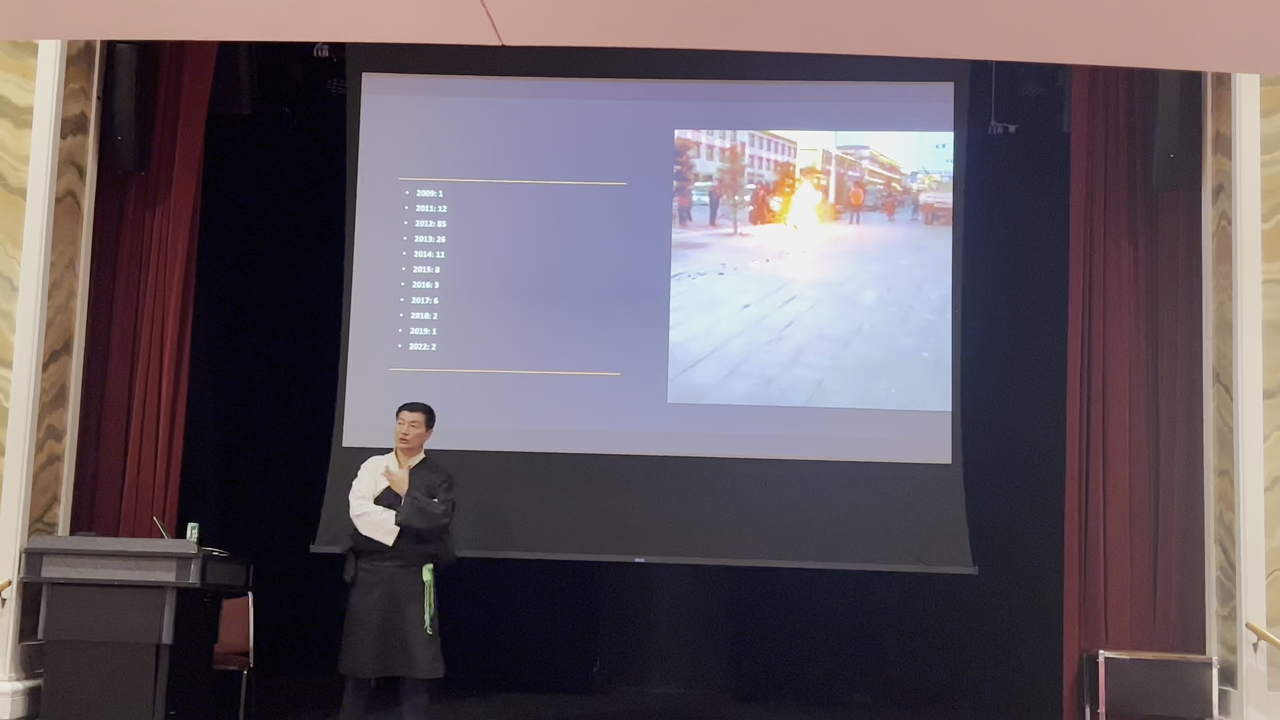 • 2009: 1
• 2011: 12
• 2012: 85
• 2013: 26
• 2014: 11
• 2015: 8
• 2016: 3
• 2017: 6
• 2018: 2
• 2019: 1
• 2022: 2